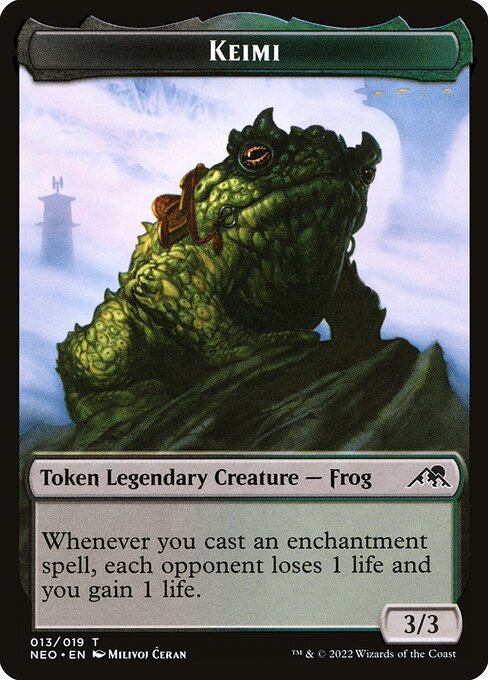 Keimi
Token Legendary Creature — Frog
Whenever you cast an enchantment
spell, each opponent loses 1 life and
you gain 1 life.
3/3
013/019 T
NEO • EN Milivoj Ćeran
™ & © 2022 Wizards of the Coast